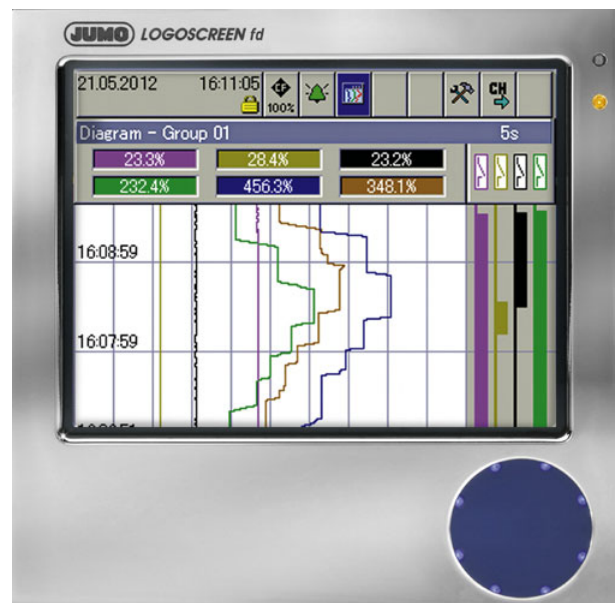 JUMO LOGOSCREEN fd
21.05.2012 16:11:05 CF 100% CH
Diagram - Group 01 5s
23.3% 28.4% 23.2%
232.4% 456.3% 348.1%
16:08:59
16:07:59